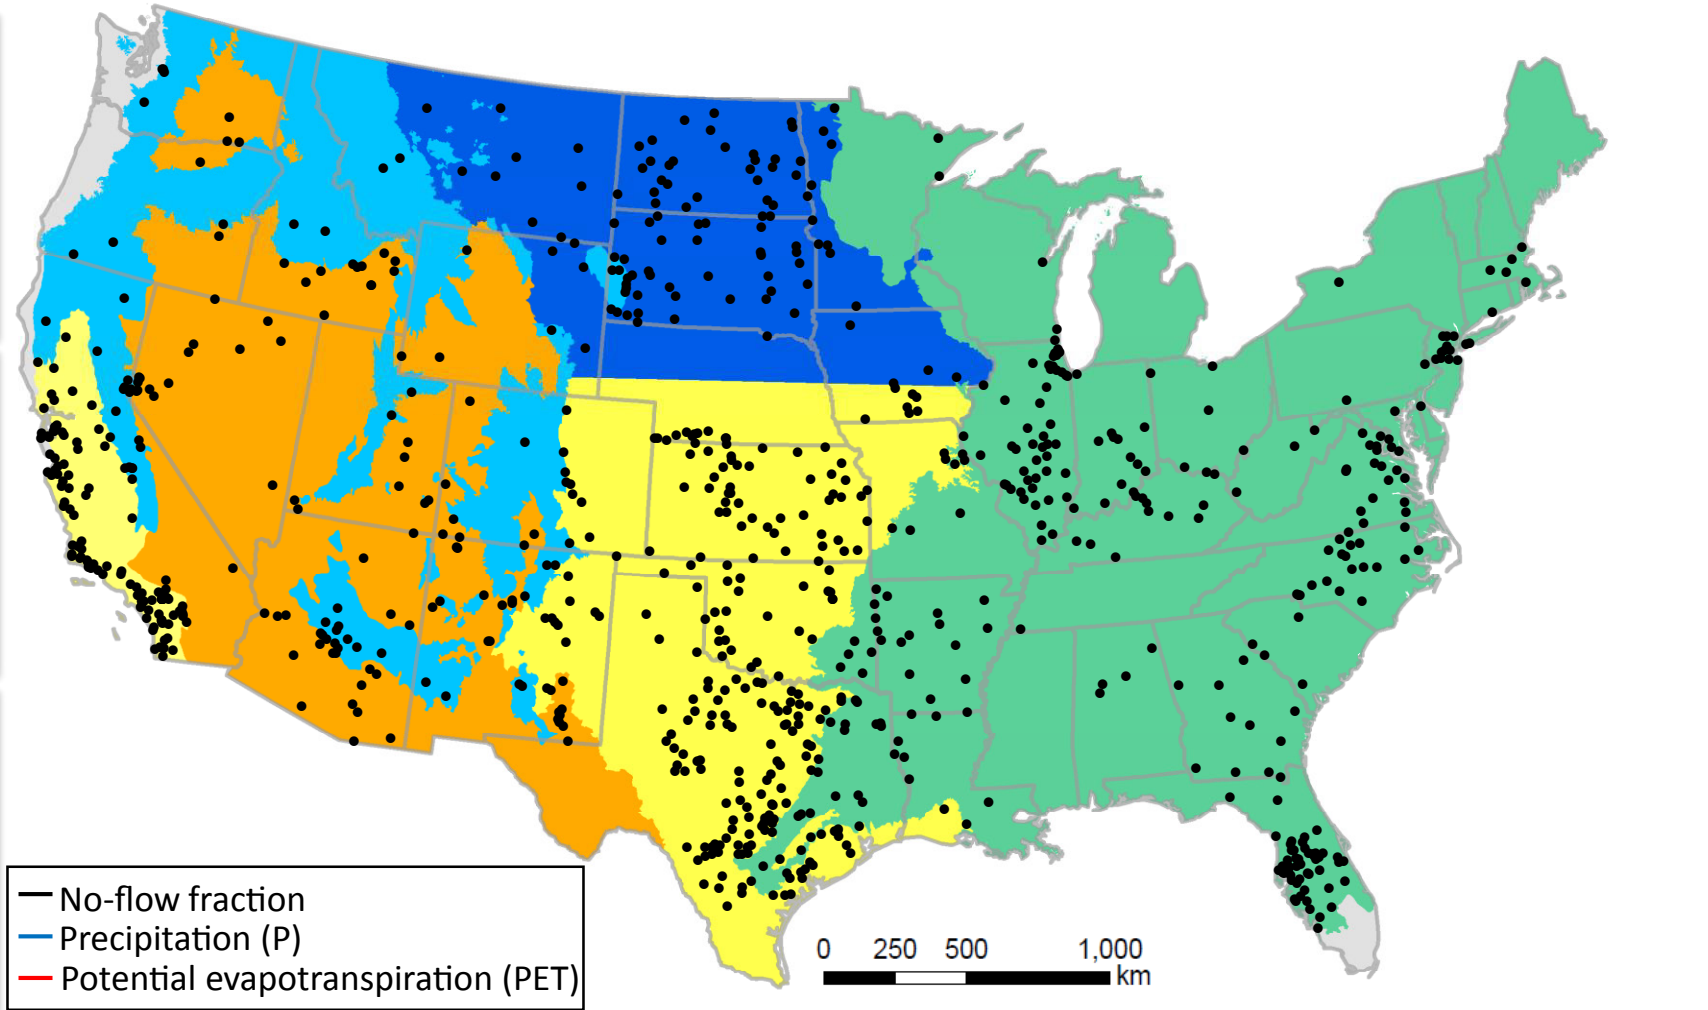 No-flow fraction
Precipitation (P)
Potential evapotranspiration (PET)
0 250 500 1,000
km